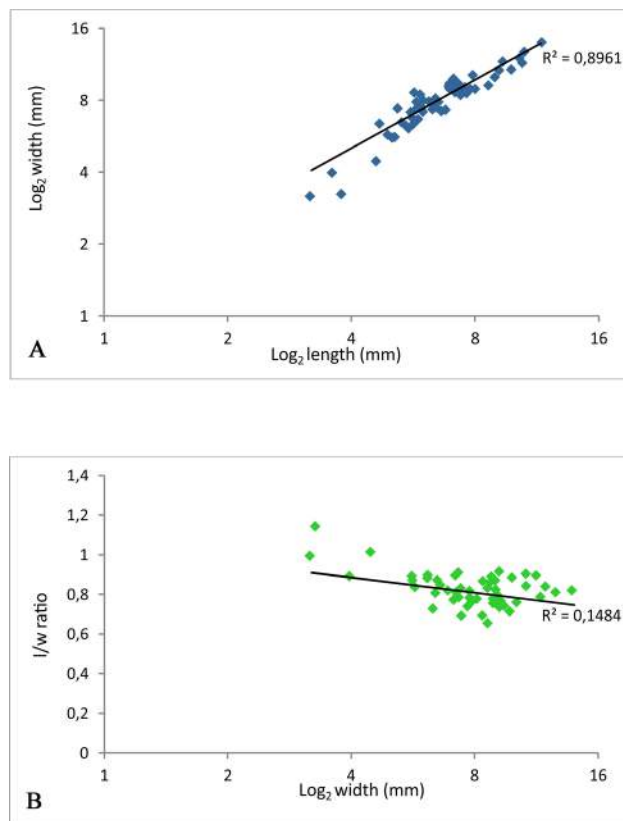 16
8
4
2
1
Log₂ width (mm)
R² = 0,8961
1 2 4 8 16
Log₂ length (mm)
A
1,4
1,2
1
0,8
0,6
0,4
0,2
0
l/w ratio
R² = 0,1484
1 2 4 8 16
Log₂ width (mm)
B